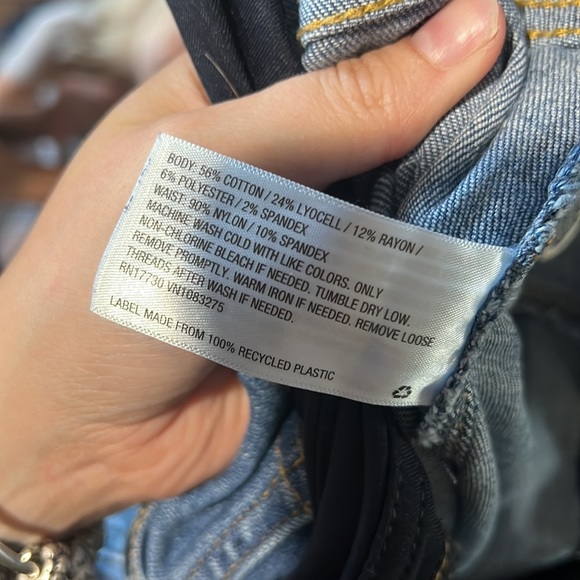 BODY: 56% COTTON / 24% LYOCELL / 12% RAYON /
6% POLYESTER / 2% SPANDEX
WAIST: 90% NYLON / 10% SPANDEX
MACHINE WASH COLD WITH LIKE COLORS. ONLY
NON-CHLORINE BLEACH IF NEEDED. TUMBLE DRY LOW.
REMOVE PROMPTLY. WARM IRON IF NEEDED. REMOVE LOOSE
THREADS AFTER WASH IF NEEDED.
RN17730 VN1083275
LABEL MADE FROM 100% RECYCLED PLASTIC